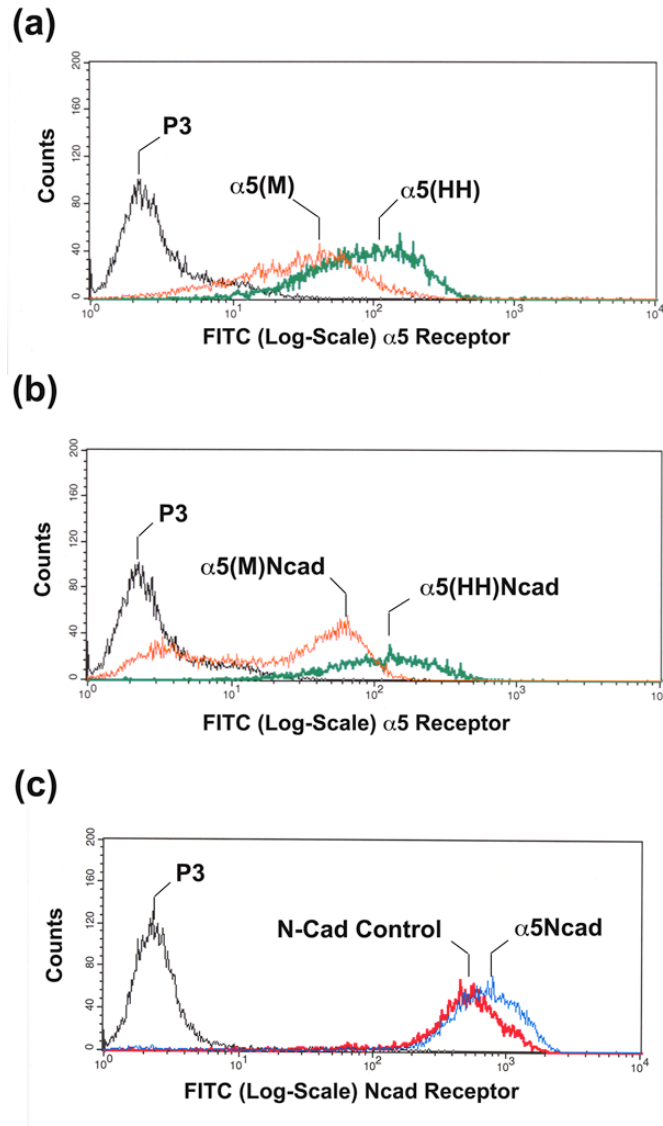 (a)
200
160
120
80
40
0
Counts
P3
α5(M)
α5(HH)
10⁰ 10¹ 10² 10³ 10⁴
FITC (Log-Scale) α5 Receptor
(b)
200
160
120
80
40
0
Counts
P3
α5(M)Ncad
α5(HH)Ncad
10⁰ 10¹ 10² 10³
FITC (Log-Scale) α5 Receptor
(c)
200
160
120
80
40
0
Counts
P3
N-Cad Control
α5Ncad
10⁰ 10¹ 10² 10³ 10⁴
FITC (Log-Scale) Ncad Receptor